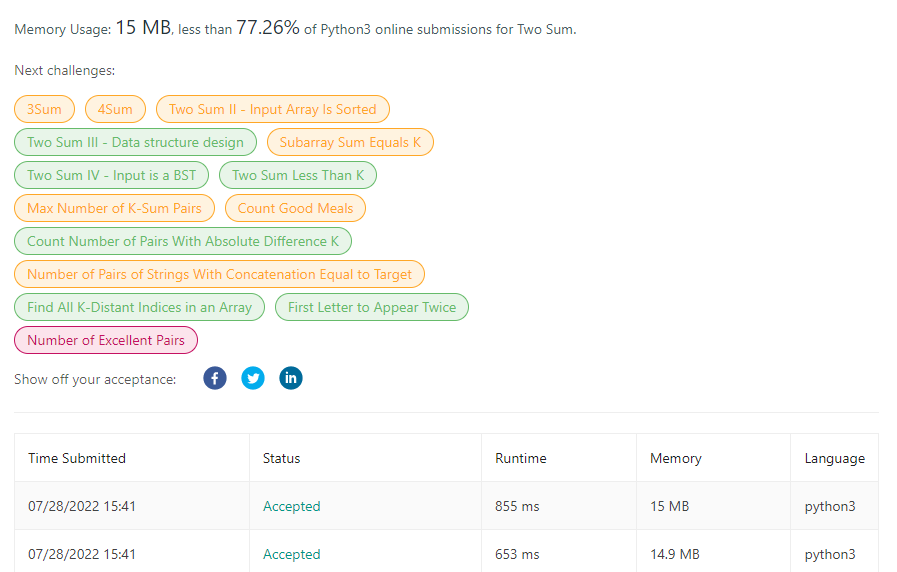 Memory Usage: 15 MB, less than 77.26% of Python3 online submissions for Two Sum.
Next challenges:
3Sum 4Sum Two Sum II - Input Array Is Sorted
Two Sum III - Data structure design Subarray Sum Equals K
Two Sum IV - Input is a BST Two Sum Less Than K
Max Number of K-Sum Pairs Count Good Meals
Count Number of Pairs With Absolute Difference K
Number of Pairs of Strings With Concatenation Equal to Target
Find All K-Distant Indices in an Array First Letter to Appear Twice
Number of Excellent Pairs
Show off your acceptance: f in
Time Submitted Status Runtime Memory Language
07/28/2022 15:41 Accepted 855 ms 15 MB python3
07/28/2022 15:41 Accepted 653 ms 14.9 MB python3